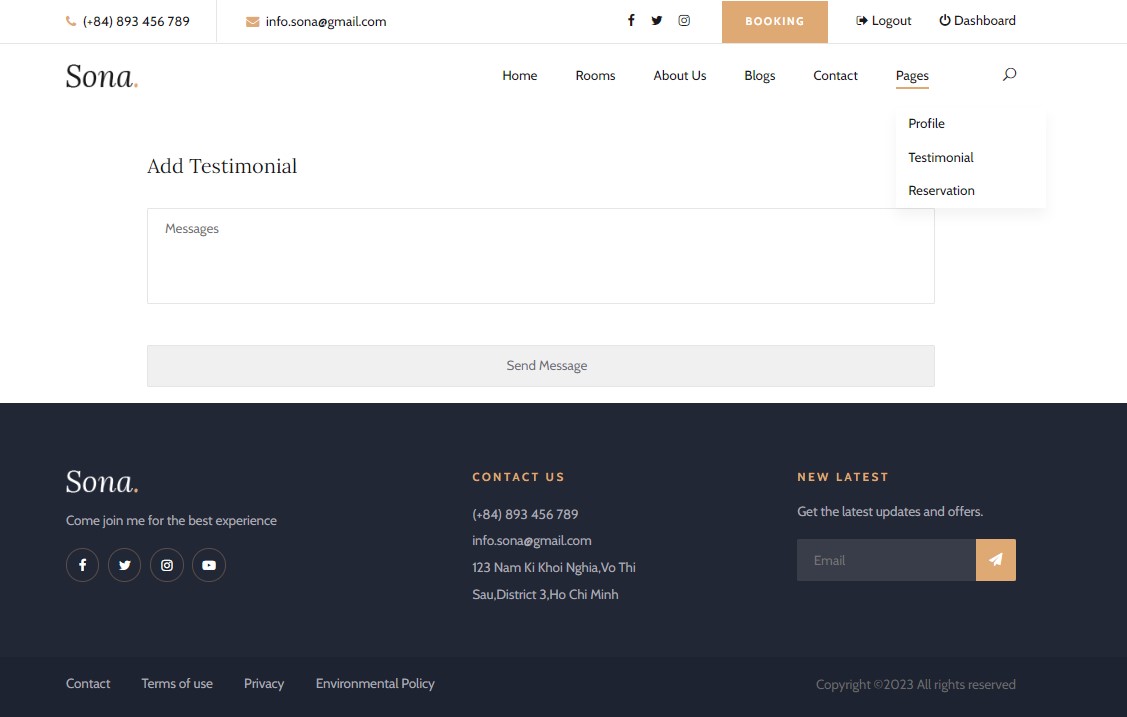 (+84) 893 456 789
info.sona@gmail.com
BOOKING
Logout
Dashboard
Sona.
Home
Rooms
About Us
Blogs
Contact
Pages
Profile
Testimonial
Reservation
Add Testimonial
Messages
Send Message
Sona.
Come join me for the best experience
CONTACT US
(+84) 893 456 789
info.sona@gmail.com
123 Nam Ki Khoi Nghia,Vo Thi
Sau,District 3,Ho Chi Minh
NEW LATEST
Get the latest updates and offers.
Email
Contact
Terms of use
Privacy
Environmental Policy
Copyright ©2023 All rights reserved